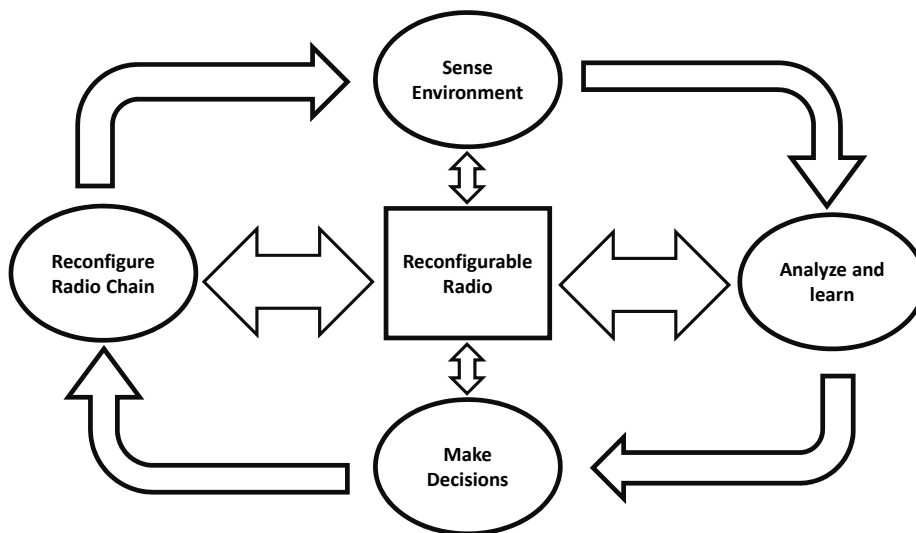 Sense
Environment
Reconfigure
Radio Chain
Reconfigurable
Radio
Analyze and
learn
Make
Decisions